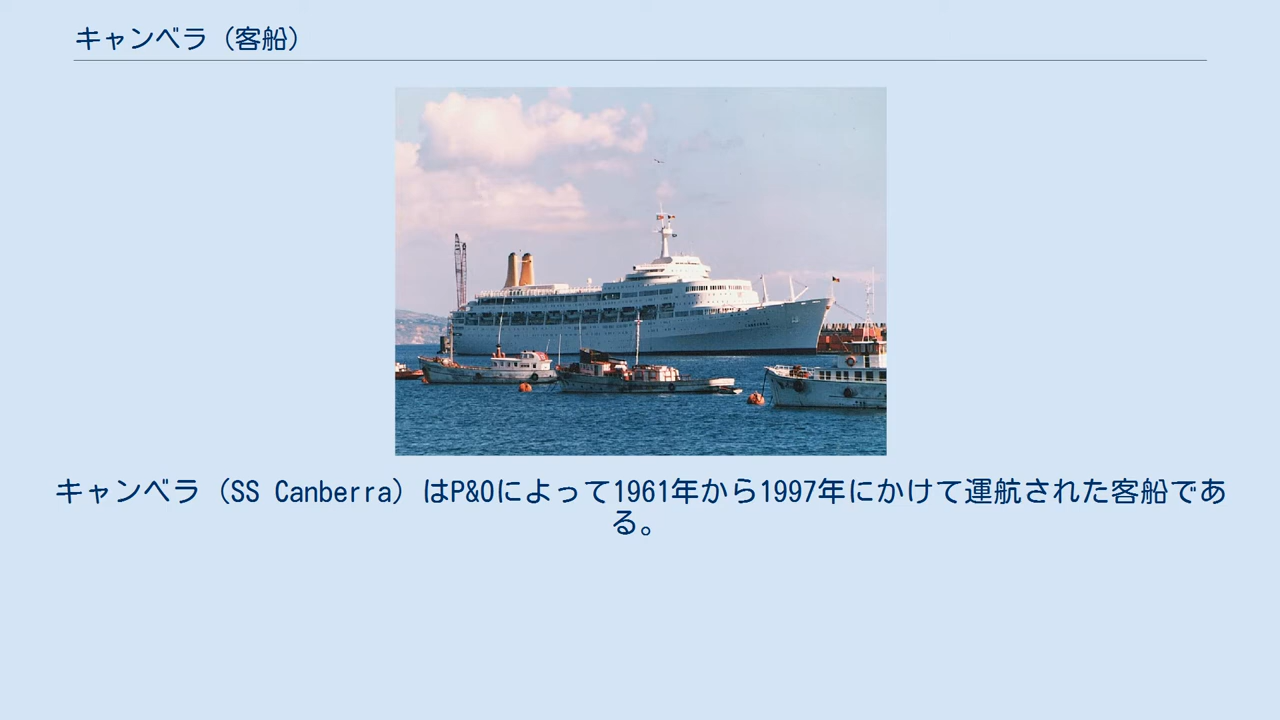 キャンベラ（客船）
キャンベラ（SS Canberra）はP&Oによって1961年から1997年にかけて運航された客船であ
る。